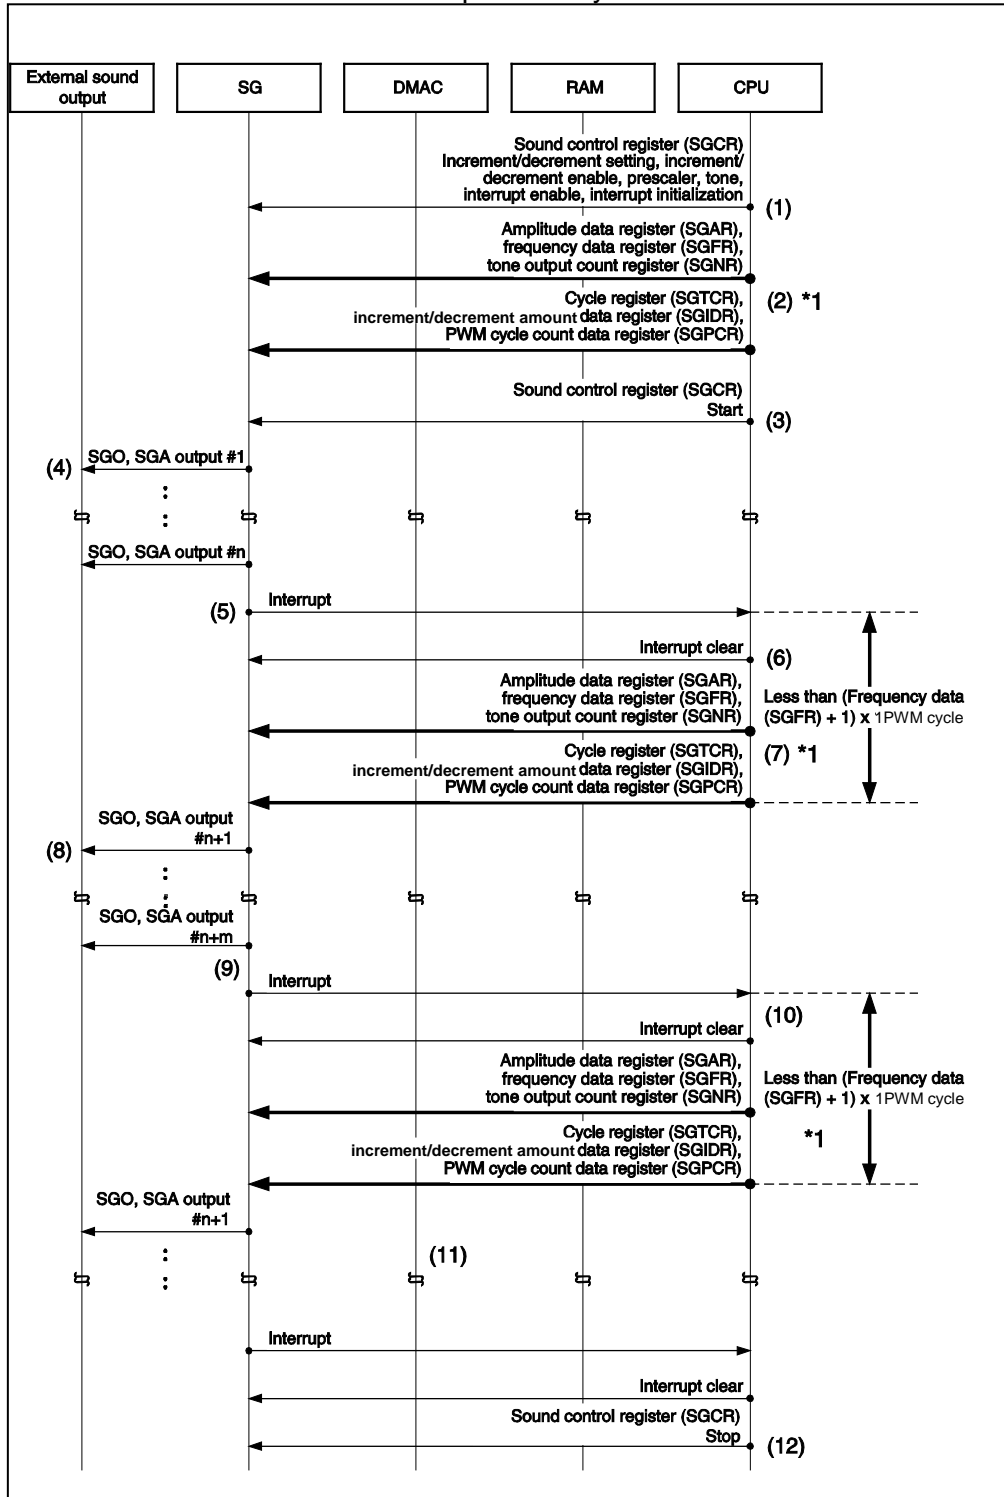 External sound
output
SG
DMAC
RAM
CPU
Sound control register (SGCR)
Increment/decrement setting, increment/
decrement enable, prescaler, tone,
interrupt enable, interrupt initialization
(1)
Amplitude data register (SGAR),
frequency data register (SGFR),
tone output count register (SGNR)
(2) *1
Cycle register (SGTCR),
increment/decrement amount data register (SGIDR),
PWM cycle count data register (SGPCR)
Sound control register (SGCR)
Start
(3)
(4)
SGO, SGA output #1
SGO, SGA output #n
(5)
Interrupt
Interrupt clear
(6)
Amplitude data register (SGAR),
frequency data register (SGFR),
tone output count register (SGNR)
Less than (Frequency data
(SGFR) + 1) x 1PWM cycle
(7) *1
Cycle register (SGTCR),
increment/decrement amount data register (SGIDR),
PWM cycle count data register (SGPCR)
SGO, SGA output
#n+1
(8)
SGO, SGA output
#n+m
(9)
Interrupt
(10)
Interrupt clear
Amplitude data register (SGAR),
frequency data register (SGFR),
tone output count register (SGNR)
Less than (Frequency data
(SGFR) + 1) x 1PWM cycle
*1
Cycle register (SGTCR),
increment/decrement amount data register (SGIDR),
PWM cycle count data register (SGPCR)
SGO, SGA output
#n+1
(11)
Interrupt
Interrupt clear
Sound control register (SGCR)
Stop
(12)